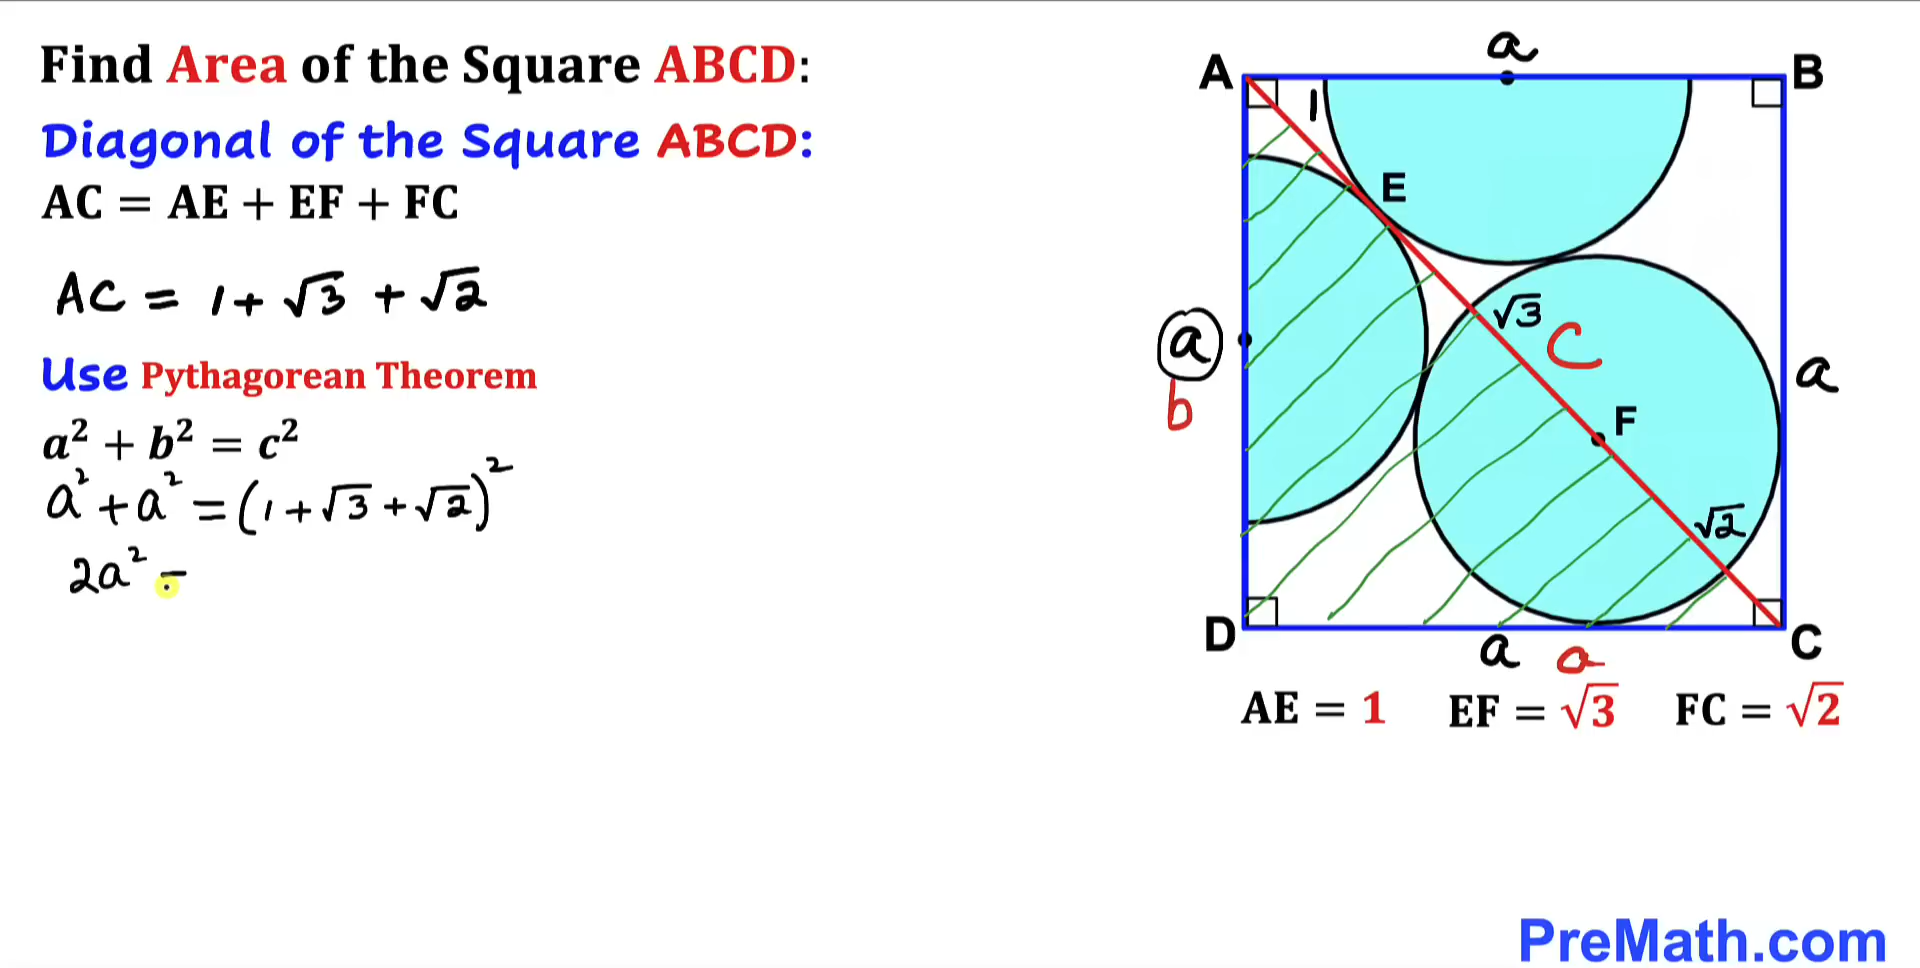 Find Area of the Square ABCD:
Diagonal of the Square ABCD:
AC = AE + EF + FC
AC = 1 + √3 + √2
Use Pythagorean Theorem
a² + b² = c²
a² + a² = (1 + √3 + √2)²
2a² =
a
A
B
1
E
√3
C
a
b
a
F
√2
D
C
a
a
AE = 1 EF = √3 FC = √2
PreMath.com